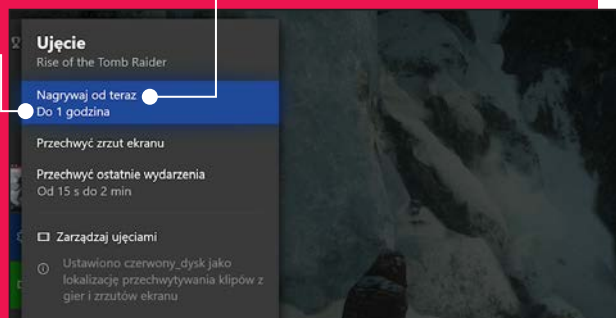 Ujęcie
Rise of the Tomb Raider
Nagrywaj od teraz
Do 1 godzina
Przechwyć zrzut ekranu
Przechwyć ostatnie wydarzenia
Od 15 s do 2 min
Zarządzaj ujęciami
Ustawiono czerwony_dysk jako
lokalizację przechwytywania klipów z
gier i zrzutów ekranu